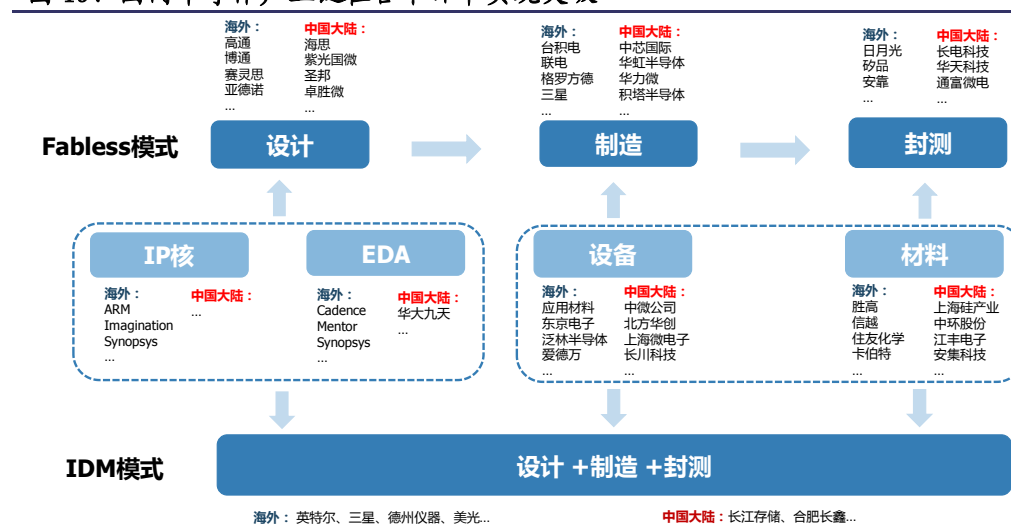 海外： 中国大陆：
高通 海思
博通 紫光国微
赛灵思 圣邦
亚德诺 卓胜微
... ...
海外： 中国大陆：
台积电 中芯国际
联电 华虹半导体
格罗方德 华力微
三星 积塔半导体
... ...
海外： 中国大陆：
日月光 长电科技
矽品 华天科技
安靠 通富微电
... ...
Fabless模式
设计
制造
封测
IP核
海外： 中国大陆：
ARM ...
Imagination
Synopsys
...
EDA
海外： 中国大陆：
Cadence 华大九天
Mentor ...
Synopsys
...
设备
海外： 中国大陆：
应用材料 中微公司
东京电子 北方华创
泛林半导体 上海微电子
爱德万 长川科技
... ...
材料
海外： 中国大陆：
胜高 上海硅产业
信越 中环股份
住友化学 江丰电子
卡伯特 安集科技
... ...
IDM模式
设计 +制造 +封测
海外： 英特尔、三星、德州仪器、美光...
中国大陆：长江存储、合肥长鑫...